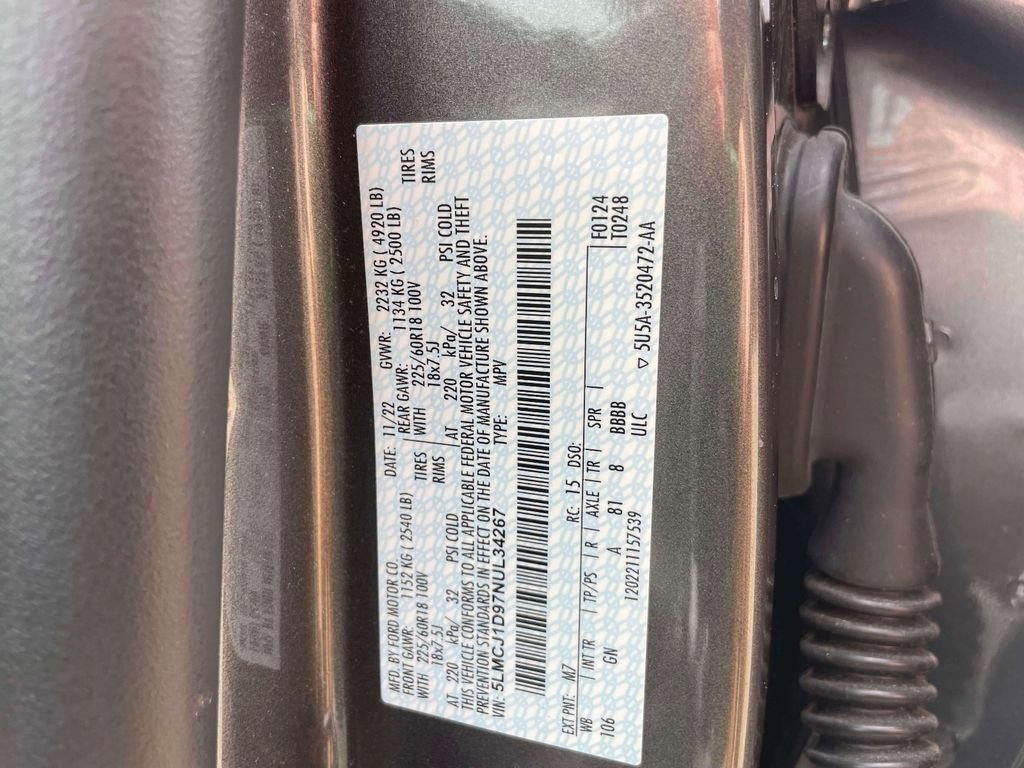 MFD. BY FORD MOTOR CO. DATE: 11/22 GVWR: 2232 KG ( 4920 LB)
FRONT GAWR: 1152 KG ( 2540 LB) REAR GAWR: 1134 KG ( 2500 LB)
WITH 225/60R18 100V TIRES WITH 225/60R18 100V TIRES
18x7.5J RIMS 18x7.5J RIMS
AT 220 kPa/ 32 PSI COLD AT 220 kPa/ 32 PSI COLD
THIS VEHICLE CONFORMS TO ALL APPLICABLE FEDERAL MOTOR VEHICLE SAFETY AND THEFT
PREVENTION STANDARDS IN EFFECT ON THE DATE OF MANUFACTURE SHOWN ABOVE.
VIN: 5LMCJ1D97NUL34267 TYPE: MPV
EXT PNT: MZ RC: 15 DSO: F0124
WB | INT TR | TP/PS | R | AXLE | TR | SPR | T0248
106 GN A 81 8 BBBB
ULC ▽ 5U5A-3520472-AA
120221115​7539